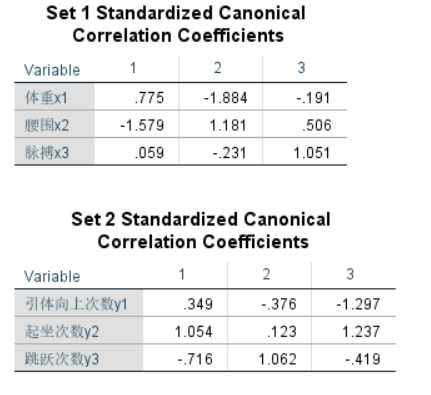 Set 1 Standardized Canonical
Correlation Coefficients
Variable 1 2 3
体重x1 .775 -1.884 -.191
腰围x2 -1.579 1.181 .506
脉搏x3 .059 -.231 1.051
Set 2 Standardized Canonical
Correlation Coefficients
Variable 1 2 3
引体向上次数y1 .349 -.376 -1.297
起坐次数y2 1.054 .123 1.237
跳跃次数y3 -.716 1.062 -.419